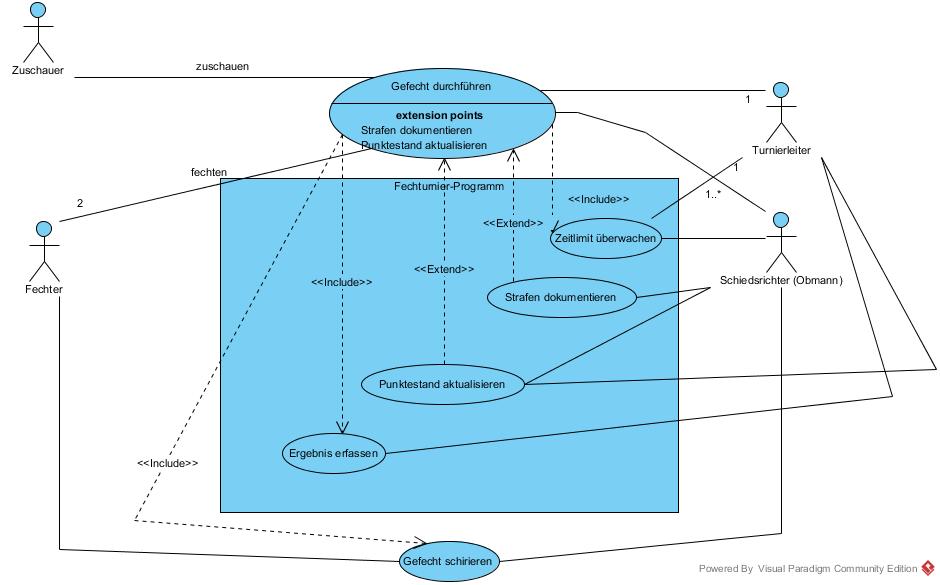 Zuschauer
zuschauen
Gefecht durchführen
extension points
Strafen dokumentieren
Punktestand aktualisieren
1
Turnierleiter
fechten
2
Fechter
Fechturnier-Programm
1
1..*
<<Include>>
<<Extend>>
Zeitlimit überwachen
<<Extend>>
<<Include>>
Schiedsrichter (Obmann)
Strafen dokumentieren
Punktestand aktualisieren
Ergebnis erfassen
<<Include>>
Gefecht schirieren
Powered By Visual Paradigm Community Edition